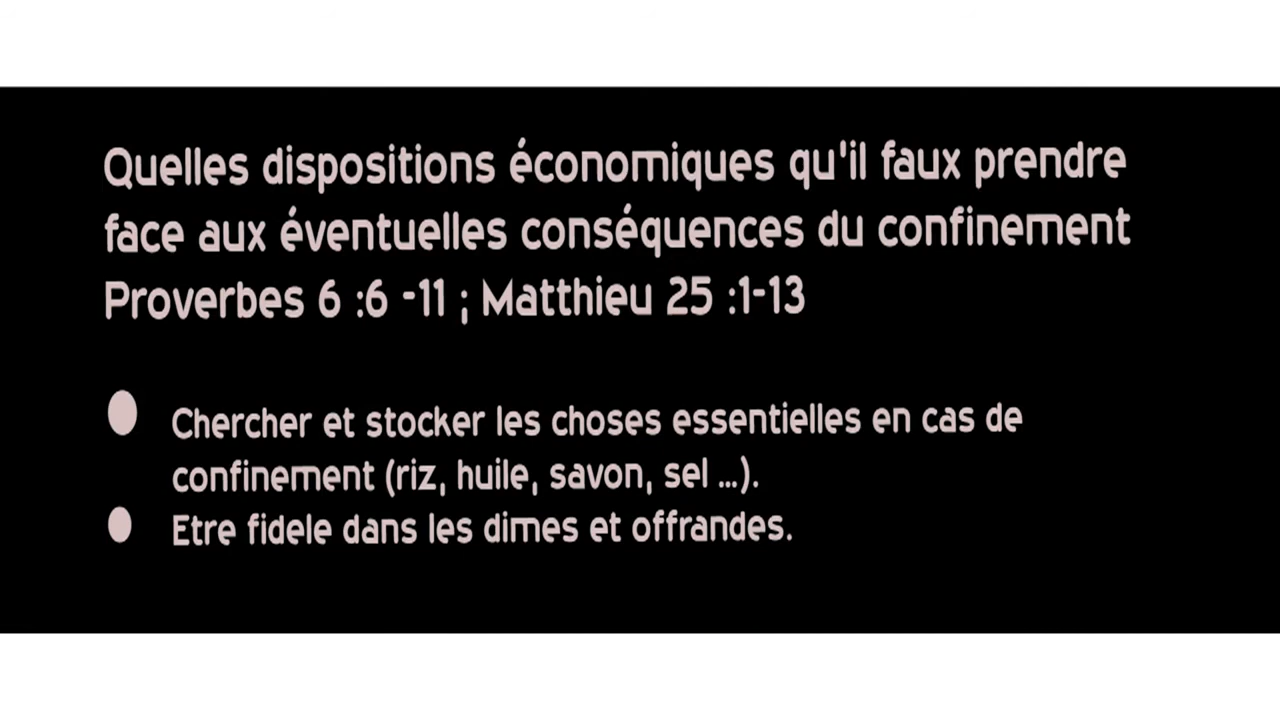 Quelles dispositions économiques qu'il faux prendre
face aux éventuelles conséquences du confinement
Proverbes 6 :6 -11 ; Matthieu 25 :1-13
Chercher et stocker les choses essentielles en cas de
confinement (riz, huile, savon, sel ...).
Etre fidele dans les dimes et offrandes.